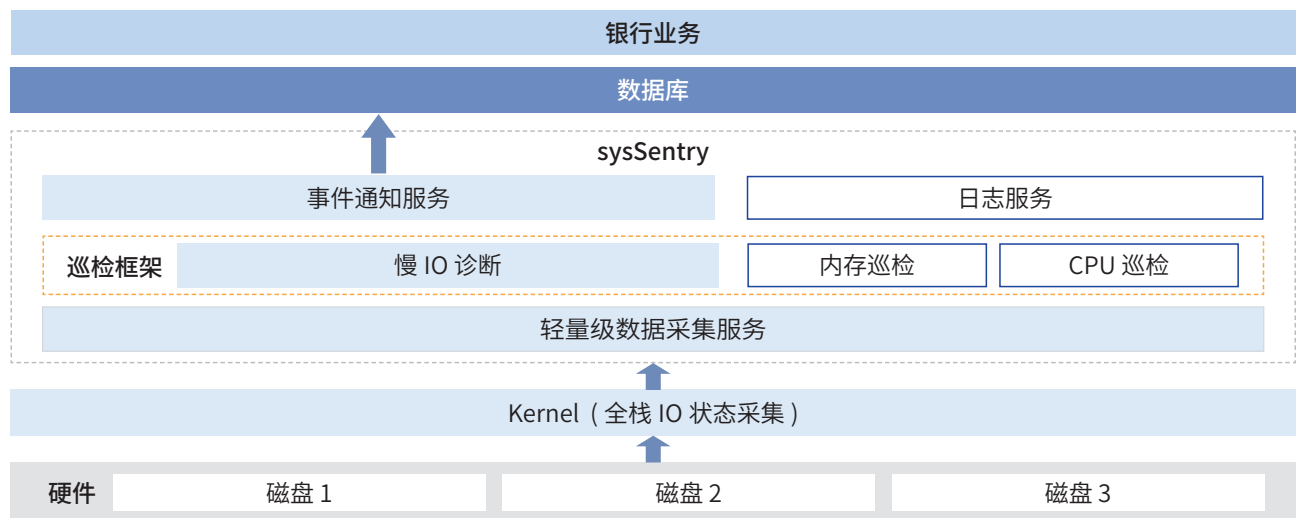 银行业务
数据库
sysSentry
事件通知服务
日志服务
巡检框架
慢 IO 诊断
内存巡检
CPU 巡检
轻量级数据采集服务
Kernel ( 全栈 IO 状态采集 )
硬件
磁盘 1
磁盘 2
磁盘 3